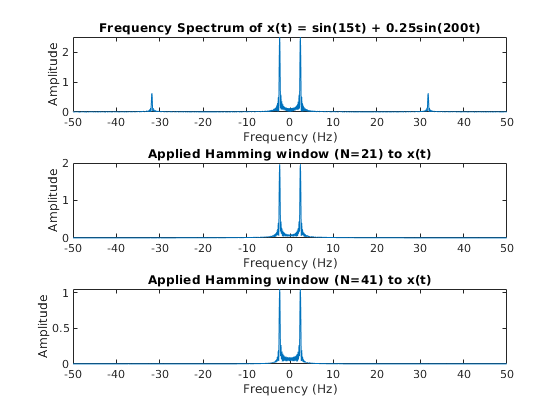 Frequency Spectrum of x(t) = sin(15t) + 0.25sin(200t)
2
1
0
Amplitude
-50 -40 -30 -20 -10 0 10 20 30 40 50
Frequency (Hz)
Applied Hamming window (N=21) to x(t)
2
1
0
Amplitude
-50 -40 -30 -20 -10 0 10 20 30 40 50
Frequency (Hz)
Applied Hamming window (N=41) to x(t)
1
0.5
0
Amplitude
-50 -40 -30 -20 -10 0 10 20 30 40 50
Frequency (Hz)